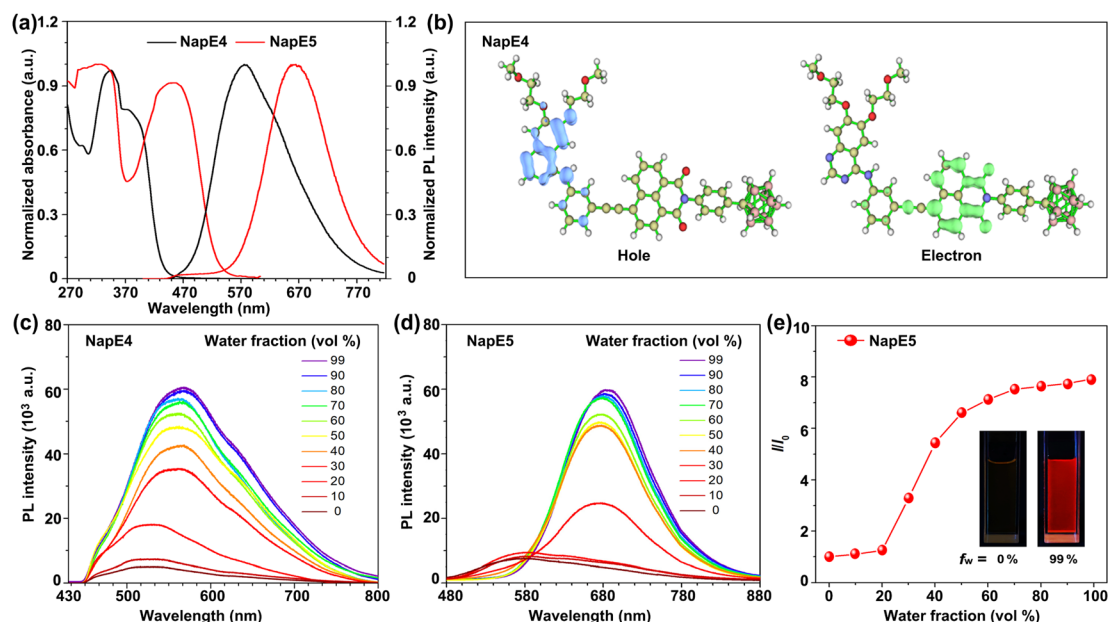 (a)
NapE4 NapE5
Normalized absorbance (a.u.)
1.2
0.9
0.6
0.3
0
270 370 470 570 670 770
Wavelength (nm)
1.2
1.0
0.8
0.6
0.4
0.2
0
Normalized PL intensity (a.u.)
(b)
NapE4
Hole
Electron
(c)
NapE4
Water fraction (vol %)
99
90
80
70
60
50
40
30
20
10
0
PL intensity (10³ a.u.)
80
60
40
20
0
430 500 600 700 800
Wavelength (nm)
(d)
NapE5
Water fraction (vol %)
99
90
80
70
60
50
40
30
20
10
0
PL intensity (10³ a.u.)
80
60
40
20
0
480 580 680 780 880
Wavelength (nm)
(e)
NapE5
I/I₀
10
8
6
4
2
0
fw = 0 % 99 %
0 20 40 60 80 100
Water fraction (vol %)